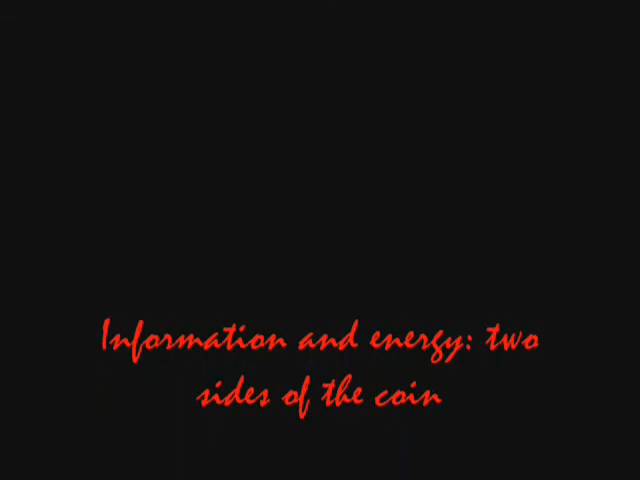 Information and energy: two
sides of the coin